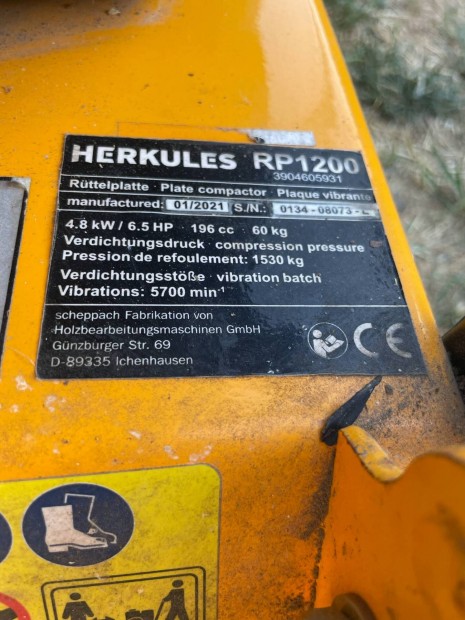 HERKULES RP1200
3904605931
Rüttelplatte · Plate compactor · Plaque vibrante
manufactured: 01/2021 S./N.: 0134 - 08073 -
4.8 kW / 6.5 HP · 196 cc · 60 kg
Verdichtungsdruck · compression pressure
Pression de refoulement: 1530 kg
Verdichtungsstöße · vibration batch
Vibrations: 5700 min⁻¹
scheppach Fabrikation von
Holzbearbeitungsmaschinen GmbH
Günzburger Str. 69
D-89335 Ichenhausen
CE